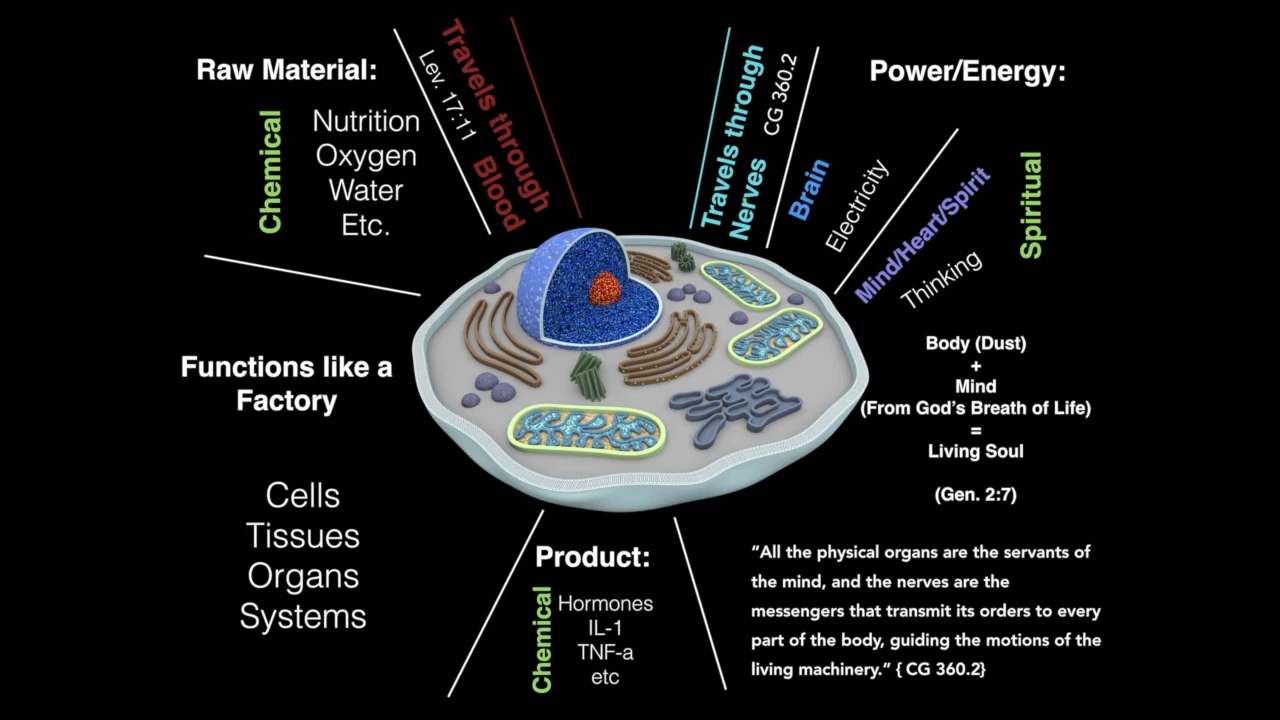 Raw Material:
Chemical
Nutrition
Oxygen
Water
Etc.
Lev. 17:11
Travels through
Blood
Travels through
Nerves
CG 360.2
Power/Energy:
Brain
Electricity
Mind/Heart/Spirit
Thinking
Spiritual
Functions like a
Factory
Cells
Tissues
Organs
Systems
Body (Dust)
+
Mind
(From God’s Breath of Life)
=
Living Soul
(Gen. 2:7)
Product:
Chemical
Hormones
IL-1
TNF-a
etc
“All the physical organs are the servants of
the mind, and the nerves are the
messengers that transmit its orders to every
part of the body, guiding the motions of the
living machinery.” { CG 360.2}